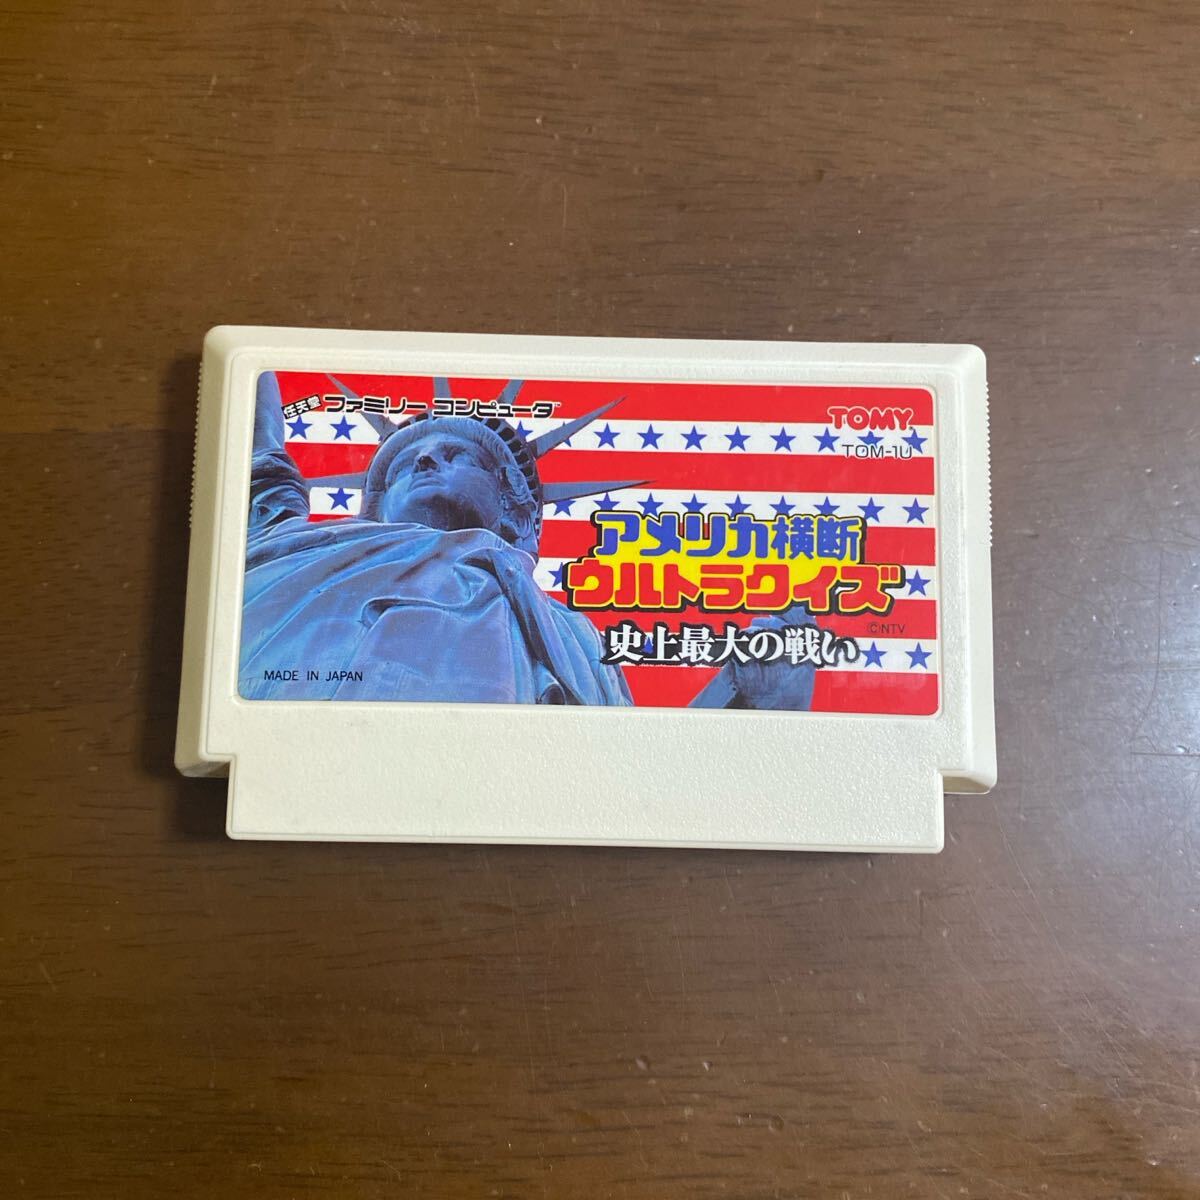 任天堂 ファミリーコンピュータ™
TOMY
TOM-1U
アメリカ横断
ウルトラクイズ
©NTV
史上最大の戦い
MADE IN JAPAN